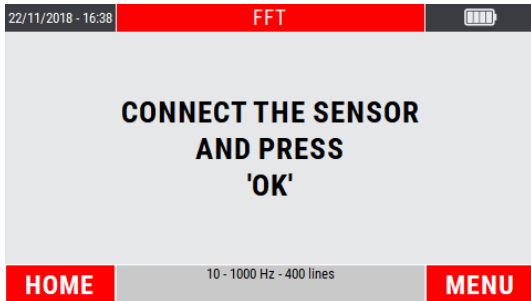 22/11/2018 - 16:38
FFT
CONNECT THE SENSOR
AND PRESS
'OK'
HOME
10 - 1000 Hz - 400 lines
MENU